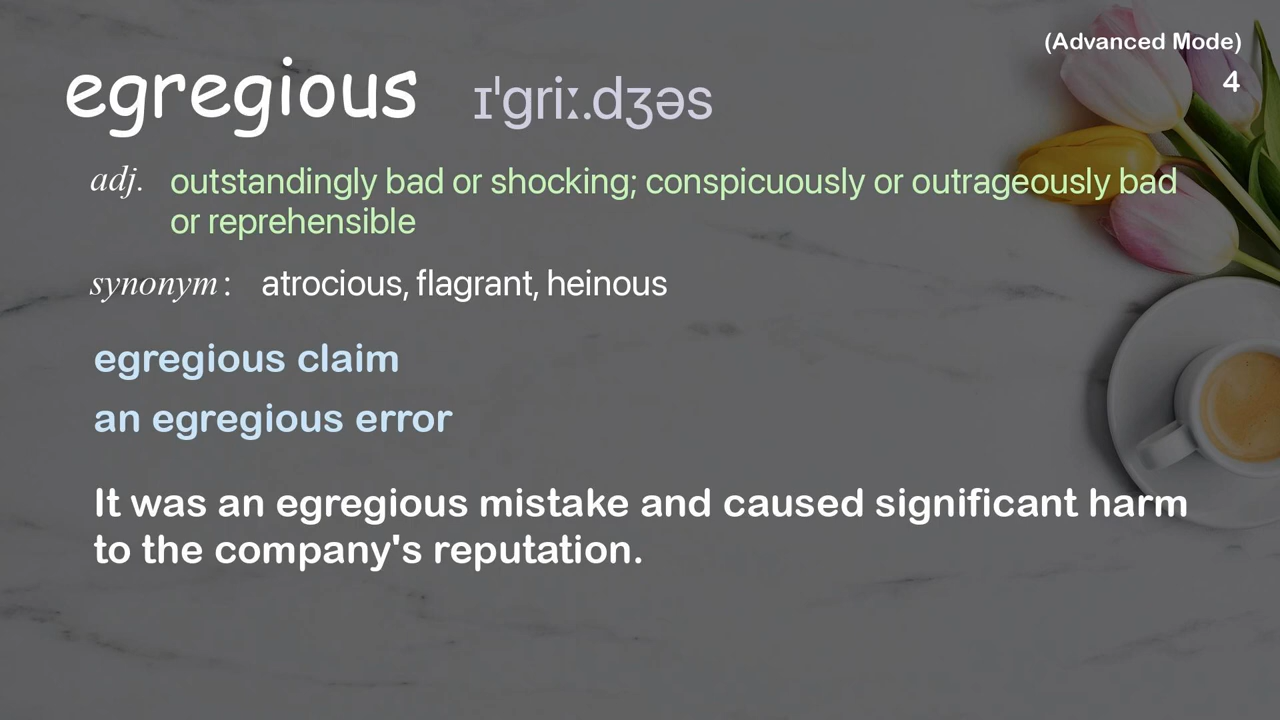 (Advanced Mode)
4
egregious ɪˈɡriː.dʒəs
adj. outstandingly bad or shocking; conspicuously or outrageously bad
or reprehensible
synonym : atrocious, flagrant, heinous
egregious claim
an egregious error
It was an egregious mistake and caused significant harm
to the company's reputation.